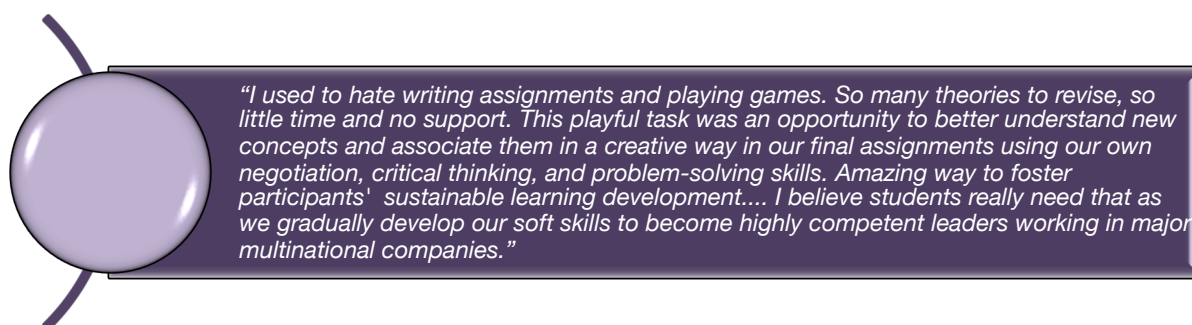 “I used to hate writing assignments and playing games. So many theories to revise, so
little time and no support. This playful task was an opportunity to better understand new
concepts and associate them in a creative way in our final assignments using our own
negotiation, critical thinking, and problem-solving skills. Amazing way to foster
participants'  sustainable learning development.... I believe students really need that as
we gradually develop our soft skills to become highly competent leaders working in major
multinational companies.”